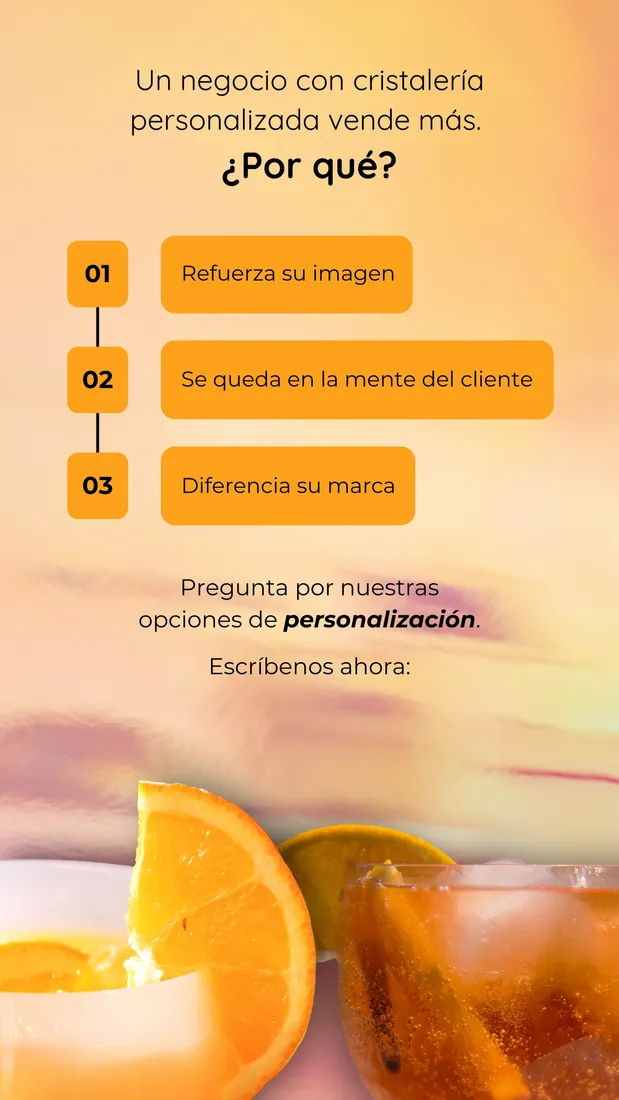 Un negocio con cristalería
personalizada vende más.
¿Por qué?
01
Refuerza su imagen
02
Se queda en la mente del cliente
03
Diferencia su marca
Pregunta por nuestras
opciones de personalización.
Escríbenos ahora: